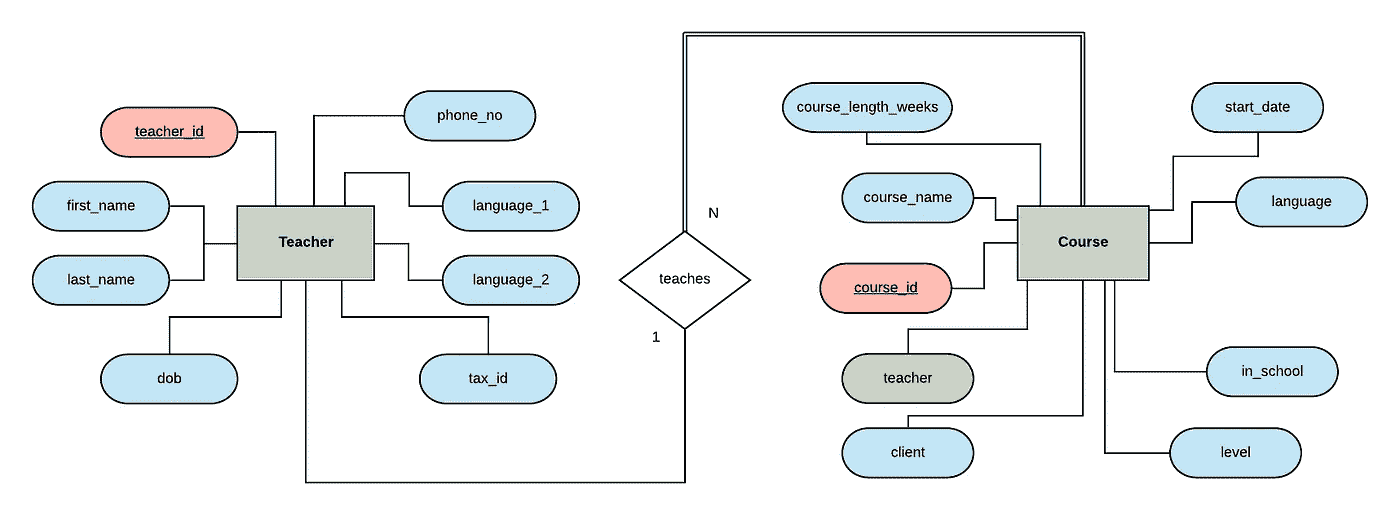 teacher_id
phone_no
first_name
language_1
Teacher
last_name
language_2
dob
tax_id
N
teaches
1
course_length_weeks
start_date
course_name
language
Course
course_id
teacher
in_school
client
level